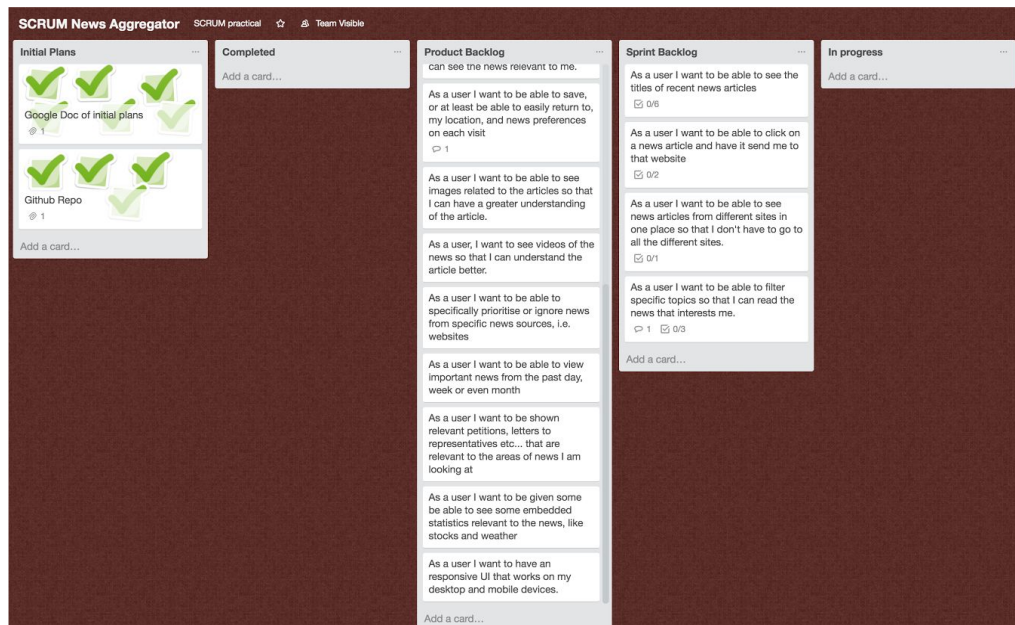 SCRUM News Aggregator SCRUM practical Team Visible
Initial Plans
Google Doc of initial plans
1
Github Repo
1
Add a card...
Completed
Add a card...
Product Backlog
can see the news relevant to me.
As a user I want to be able to save,
or at least be able to easily return to,
my location, and news preferences
on each visit
1
As a user I want to be able to see
images related to the articles so that
I can have a greater understanding
of the article.
As a user, I want to see videos of the
news so that I can understand the
article better.
As a user I want to be able to
specifically prioritise or ignore news
from specific news sources, i.e.
websites
As a user I want to be able to view
important news from the past day,
week or even month
As a user I want to be shown
relevant petitions, letters to
representatives etc... that are
relevant to the areas of news I am
looking at
As a user I want to be given some
be able to see some embedded
statistics relevant to the news, like
stocks and weather
As a user I want to have an
responsive UI that works on my
desktop and mobile devices.
Add a card...
Sprint Backlog
As a user I want to be able to see the
titles of recent news articles
0/6
As a user I want to be able to click on
a news article and have it send me to
that website
0/2
As a user I want to be able to see
news articles from different sites in
one place so that I don't have to go to
all the different sites.
0/1
As a user I want to be able to filter
specific topics so that I can read the
news that interests me.
1 0/3
Add a card...
In progress
Add a card...